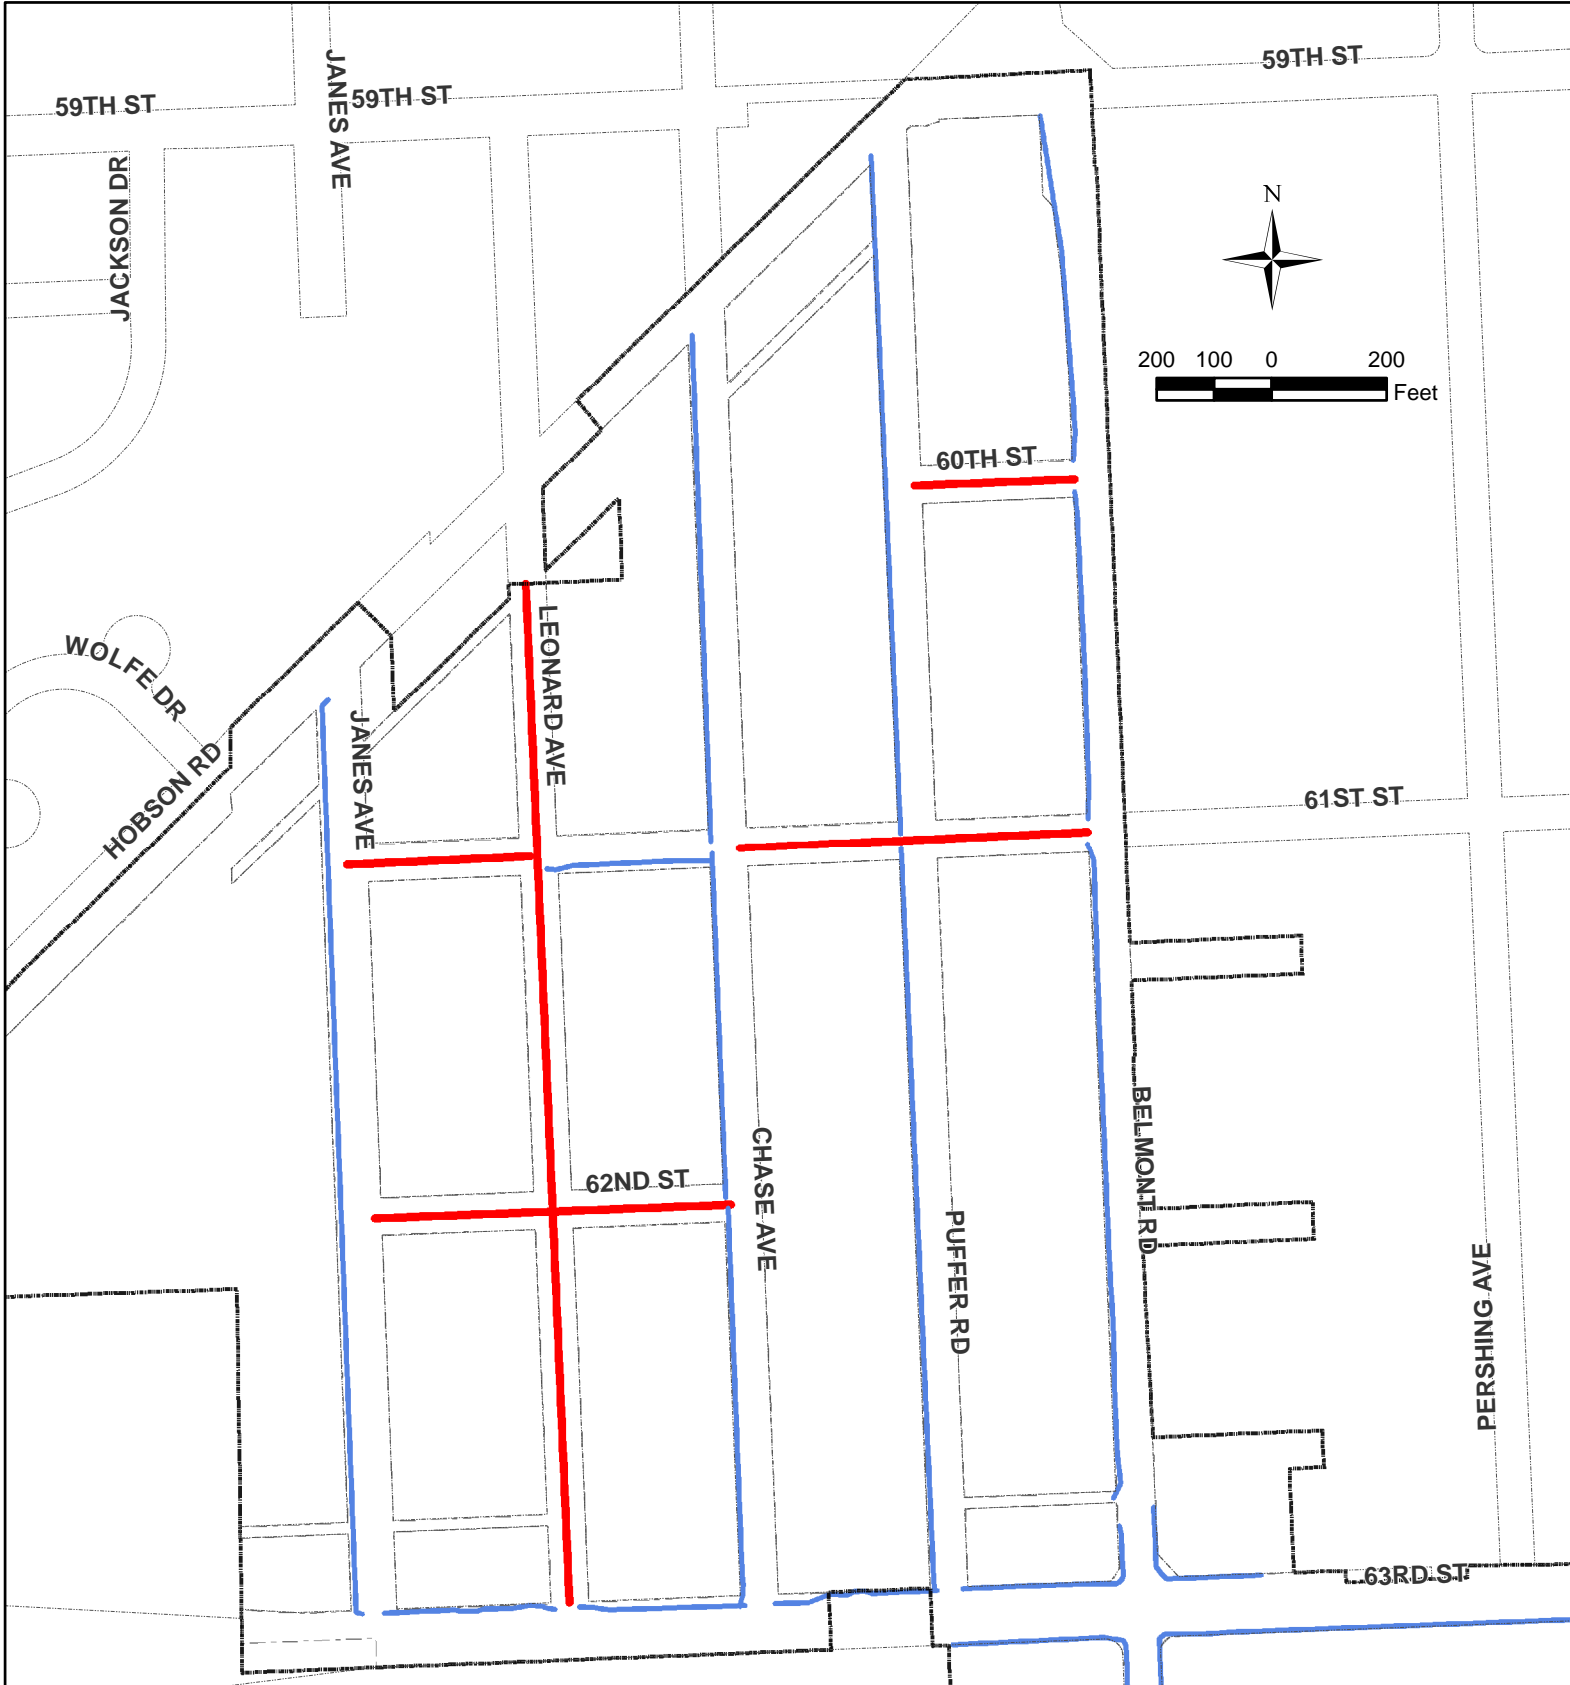 59TH ST
JANES AVE
59TH ST
59TH ST
JACKSON DR
N
200 100 0 200
Feet
60TH ST
LEONARD AVE
WOLFE DR
JANES AVE
HOBSON RD
61ST ST
BELMONT RD
CHASE AVE
62ND ST
PUFFER RD
PERSHING AVE
63RD ST